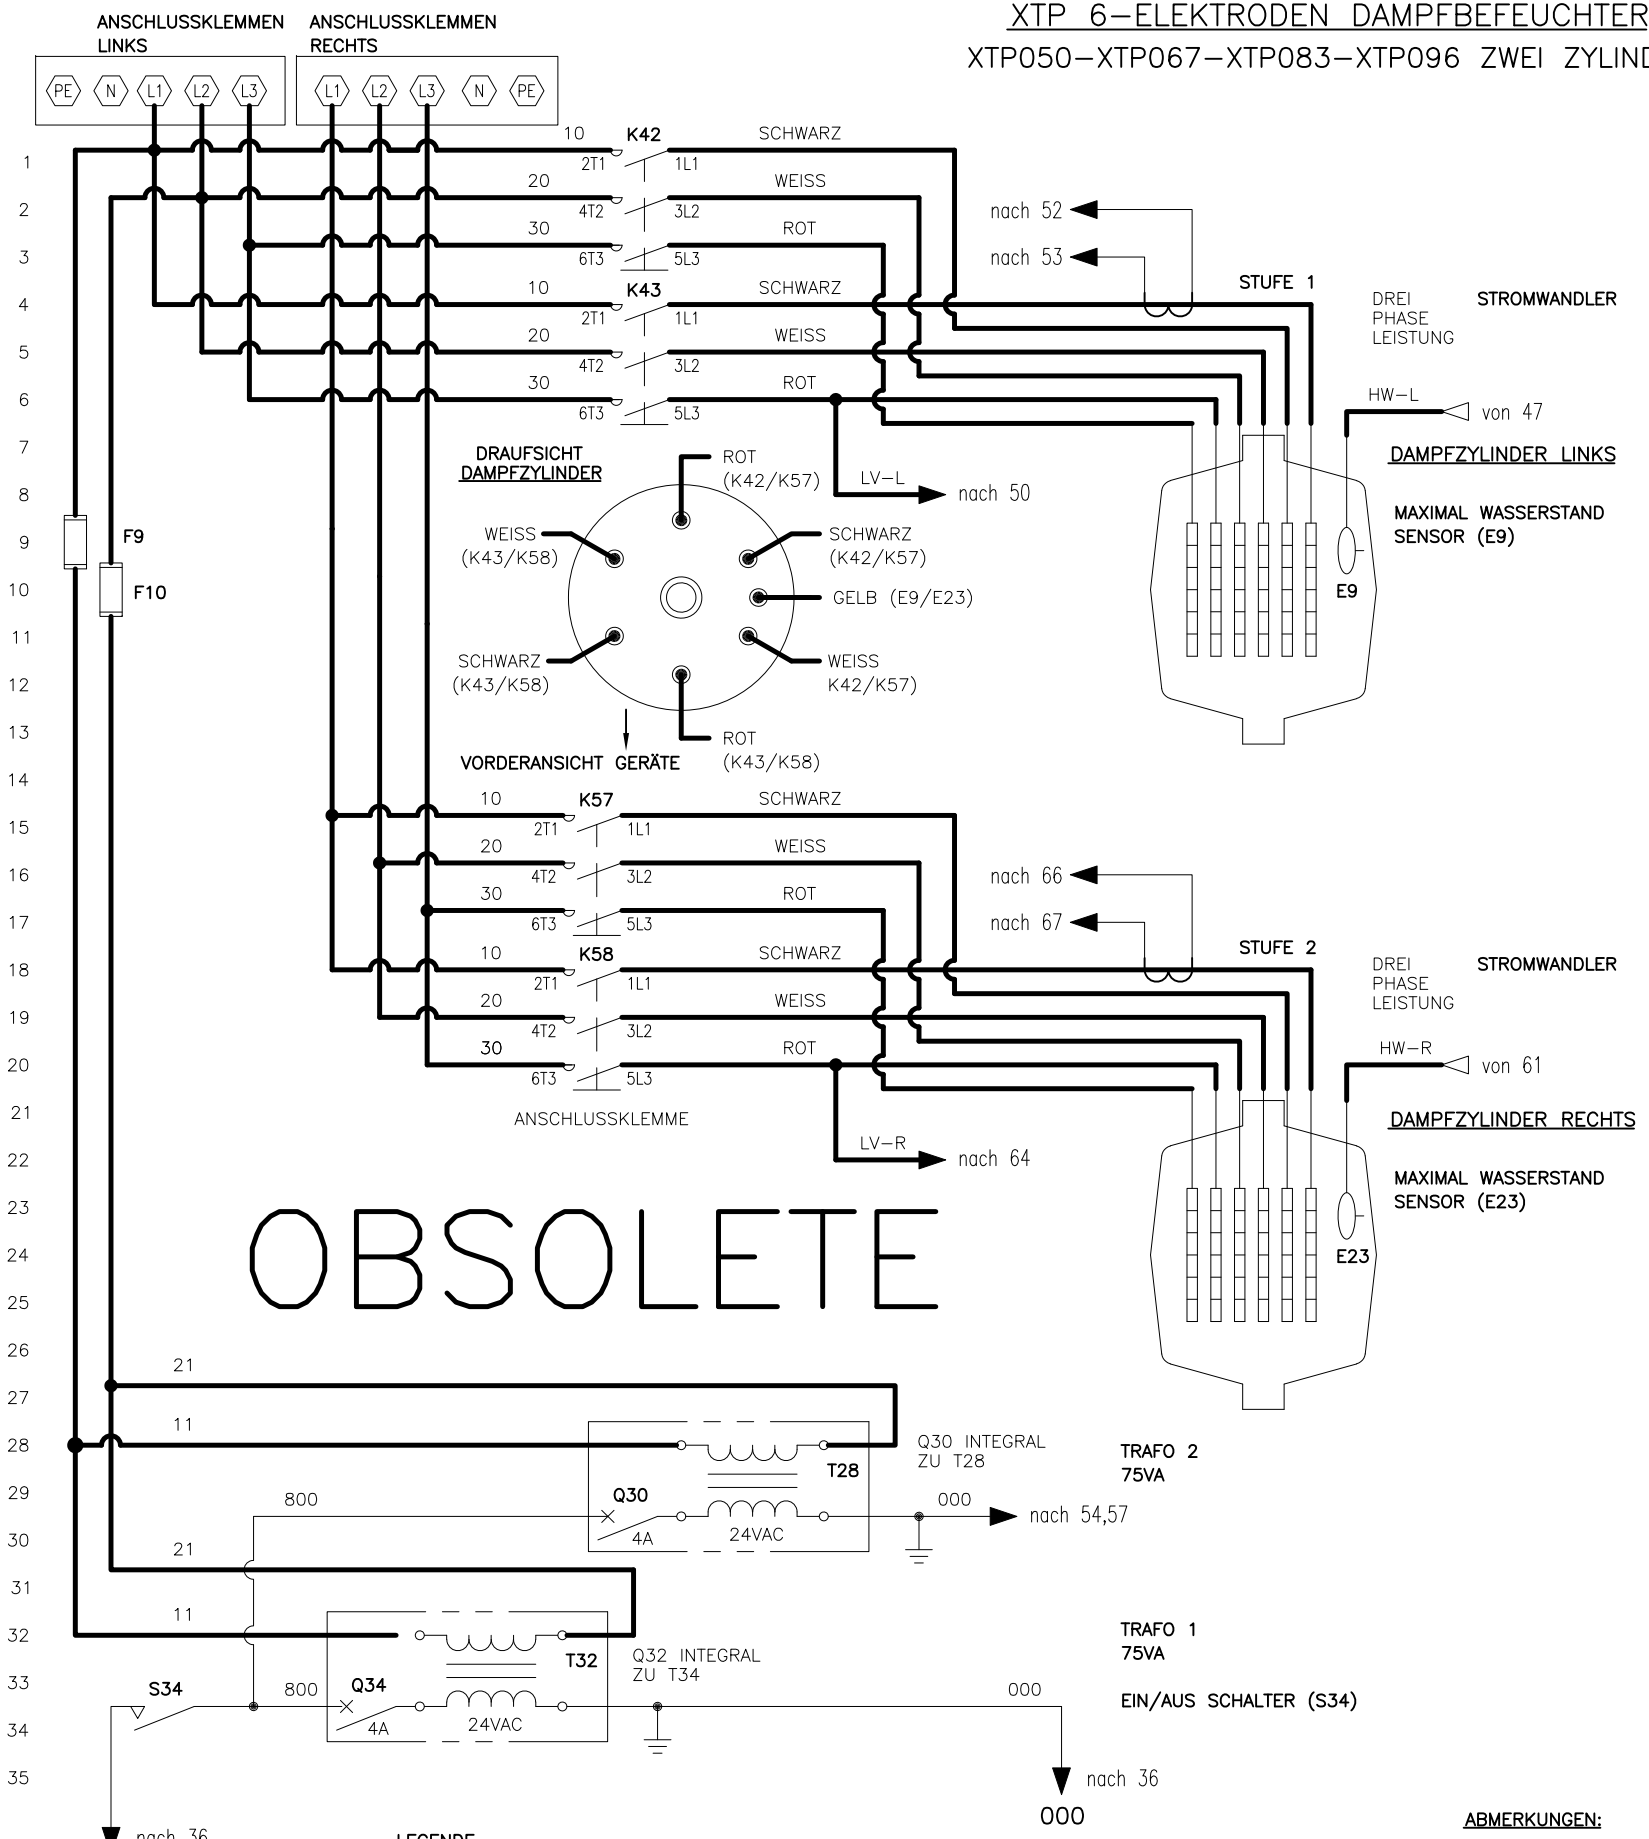 XTP 6-ELEKTRODEN DAMPFBEFEUCHTER
XTP050-XTP067-XTP083-XTP096 ZWEI ZYLIND
ANSCHLUSSKLEMMEN
LINKS
ANSCHLUSSKLEMMEN
RECHTS
PE N L1 L2 L3
L1 L2 L3 N PE
1
10 K42 SCHWARZ
2T1 1L1
2
20 WEISS
4T2 3L2
nach 52
3
30 ROT
6T3 5L3
nach 53
4
10 K43 SCHWARZ
2T1 1L1
STUFE 1
DREI
PHASE
LEISTUNG
STROMWANDLER
5
20 WEISS
4T2 3L2
6
30 ROT
6T3 5L3
HW-L
von 47
7
DRAUFSICHT
DAMPFZYLINDER
ROT
(K42/K57)
DAMPFZYLINDER LINKS
8
LV-L
nach 50
MAXIMAL WASSERSTAND
SENSOR (E9)
9
F9
WEISS
(K43/K58)
SCHWARZ
(K42/K57)
10
F10
GELB (E9/E23)
E9
11
SCHWARZ
(K43/K58)
WEISS
K42/K57)
12
13
ROT
(K43/K58)
VORDERANSICHT GERÄTE
14
15
10 K57 SCHWARZ
2T1 1L1
16
20 WEISS
4T2 3L2
nach 66
17
30 ROT
6T3 5L3
nach 67
18
10 K58 SCHWARZ
2T1 1L1
STUFE 2
DREI
PHASE
LEISTUNG
STROMWANDLER
19
20 WEISS
4T2 3L2
20
30 ROT
6T3 5L3
HW-R
von 61
21
ANSCHLUSSKLEMME
DAMPFZYLINDER RECHTS
22
LV-R
nach 64
MAXIMAL WASSERSTAND
SENSOR (E23)
23
24
OBSOLETE
E23
25
26
27
21
28
11
Q30 INTEGRAL
ZU T28
T28
TRAFO 2
75VA
29
800
Q30
000
nach 54,57
30
4A
24VAC
21
31
32
11
T32
Q32 INTEGRAL
ZU T34
TRAFO 1
75VA
33
S34
800
Q34
000
EIN/AUS SCHALTER (S34)
34
4A
24VAC
35
nach 36
000
ABMERKUNGEN:
nach 36
LEGENDE